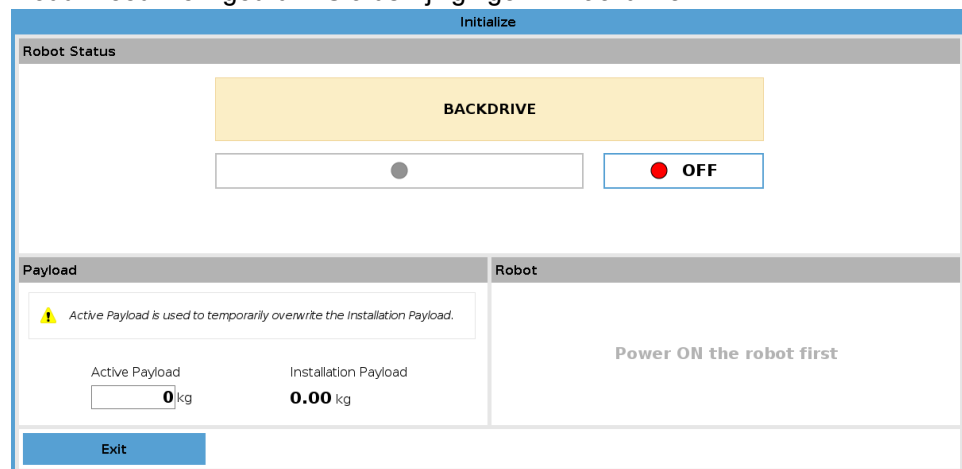 Initialize
Robot Status
BACKDRIVE
OFF
Payload
Robot
Active Payload is used to temporarily overwrite the Installation Payload.
Power ON the robot first
Active Payload
Installation Payload
0 kg
0.00 kg
Exit